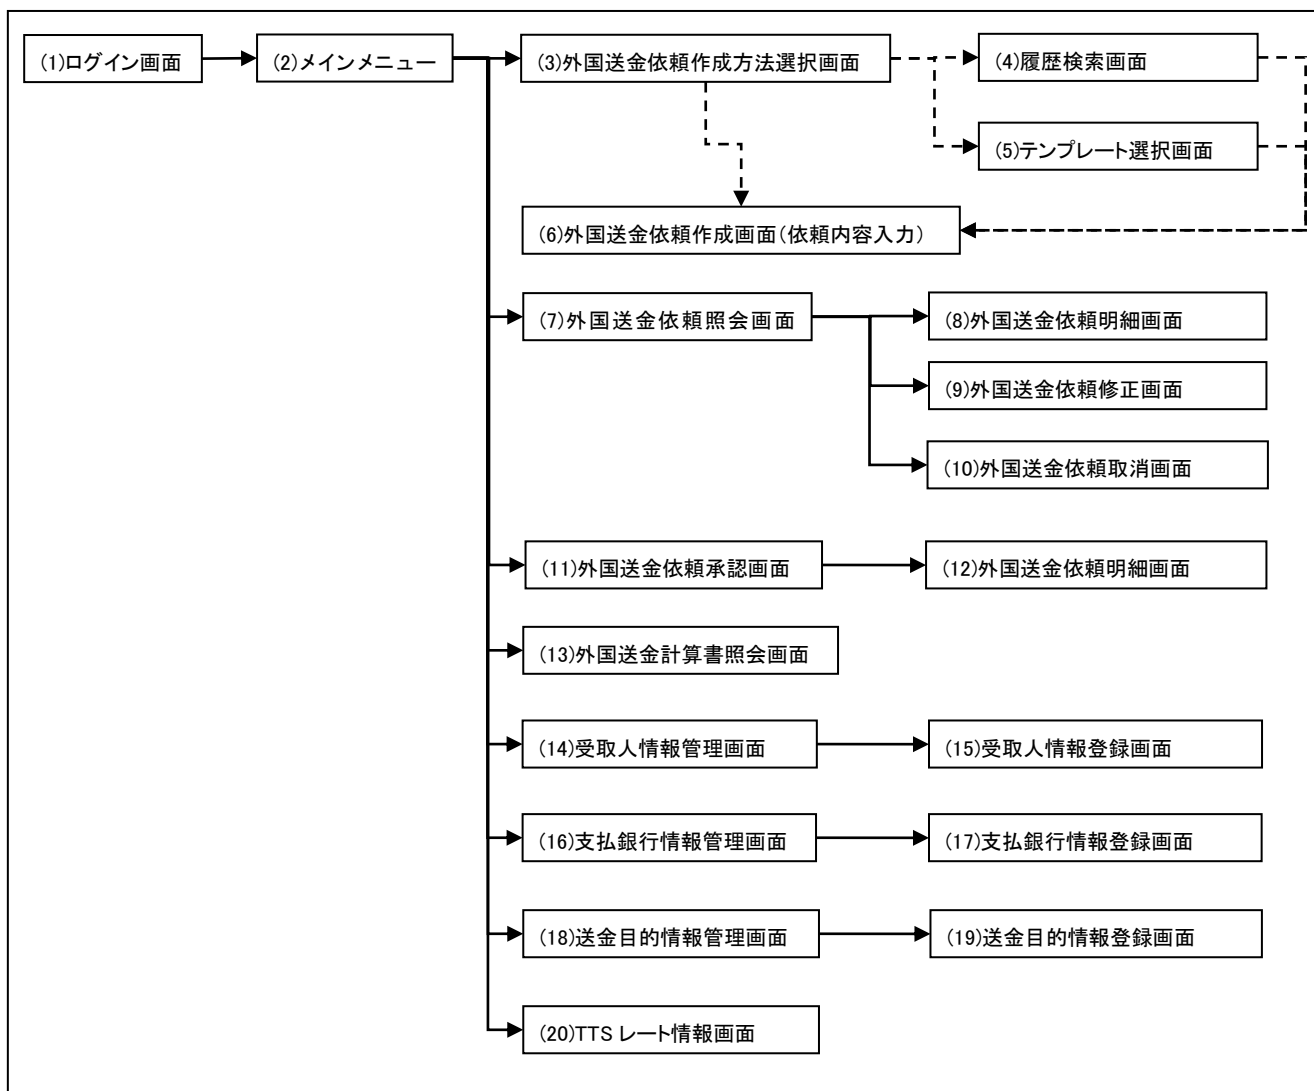 (1)ログイン画面
(2)メインメニュー
(3)外国送金依頼作成方法選択画面
(4)履歴検索画面
(5)テンプレート選択画面
(6)外国送金依頼作成画面(依頼内容入力)
(7)外国送金依頼照会画面
(8)外国送金依頼明細画面
(9)外国送金依頼修正画面
(10)外国送金依頼取消画面
(11)外国送金依頼承認画面
(12)外国送金依頼明細画面
(13)外国送金計算書照会画面
(14)受取人情報管理画面
(15)受取人情報登録画面
(16)支払銀行情報管理画面
(17)支払銀行情報登録画面
(18)送金目的情報管理画面
(19)送金目的情報登録画面
(20)TTS レート情報画面